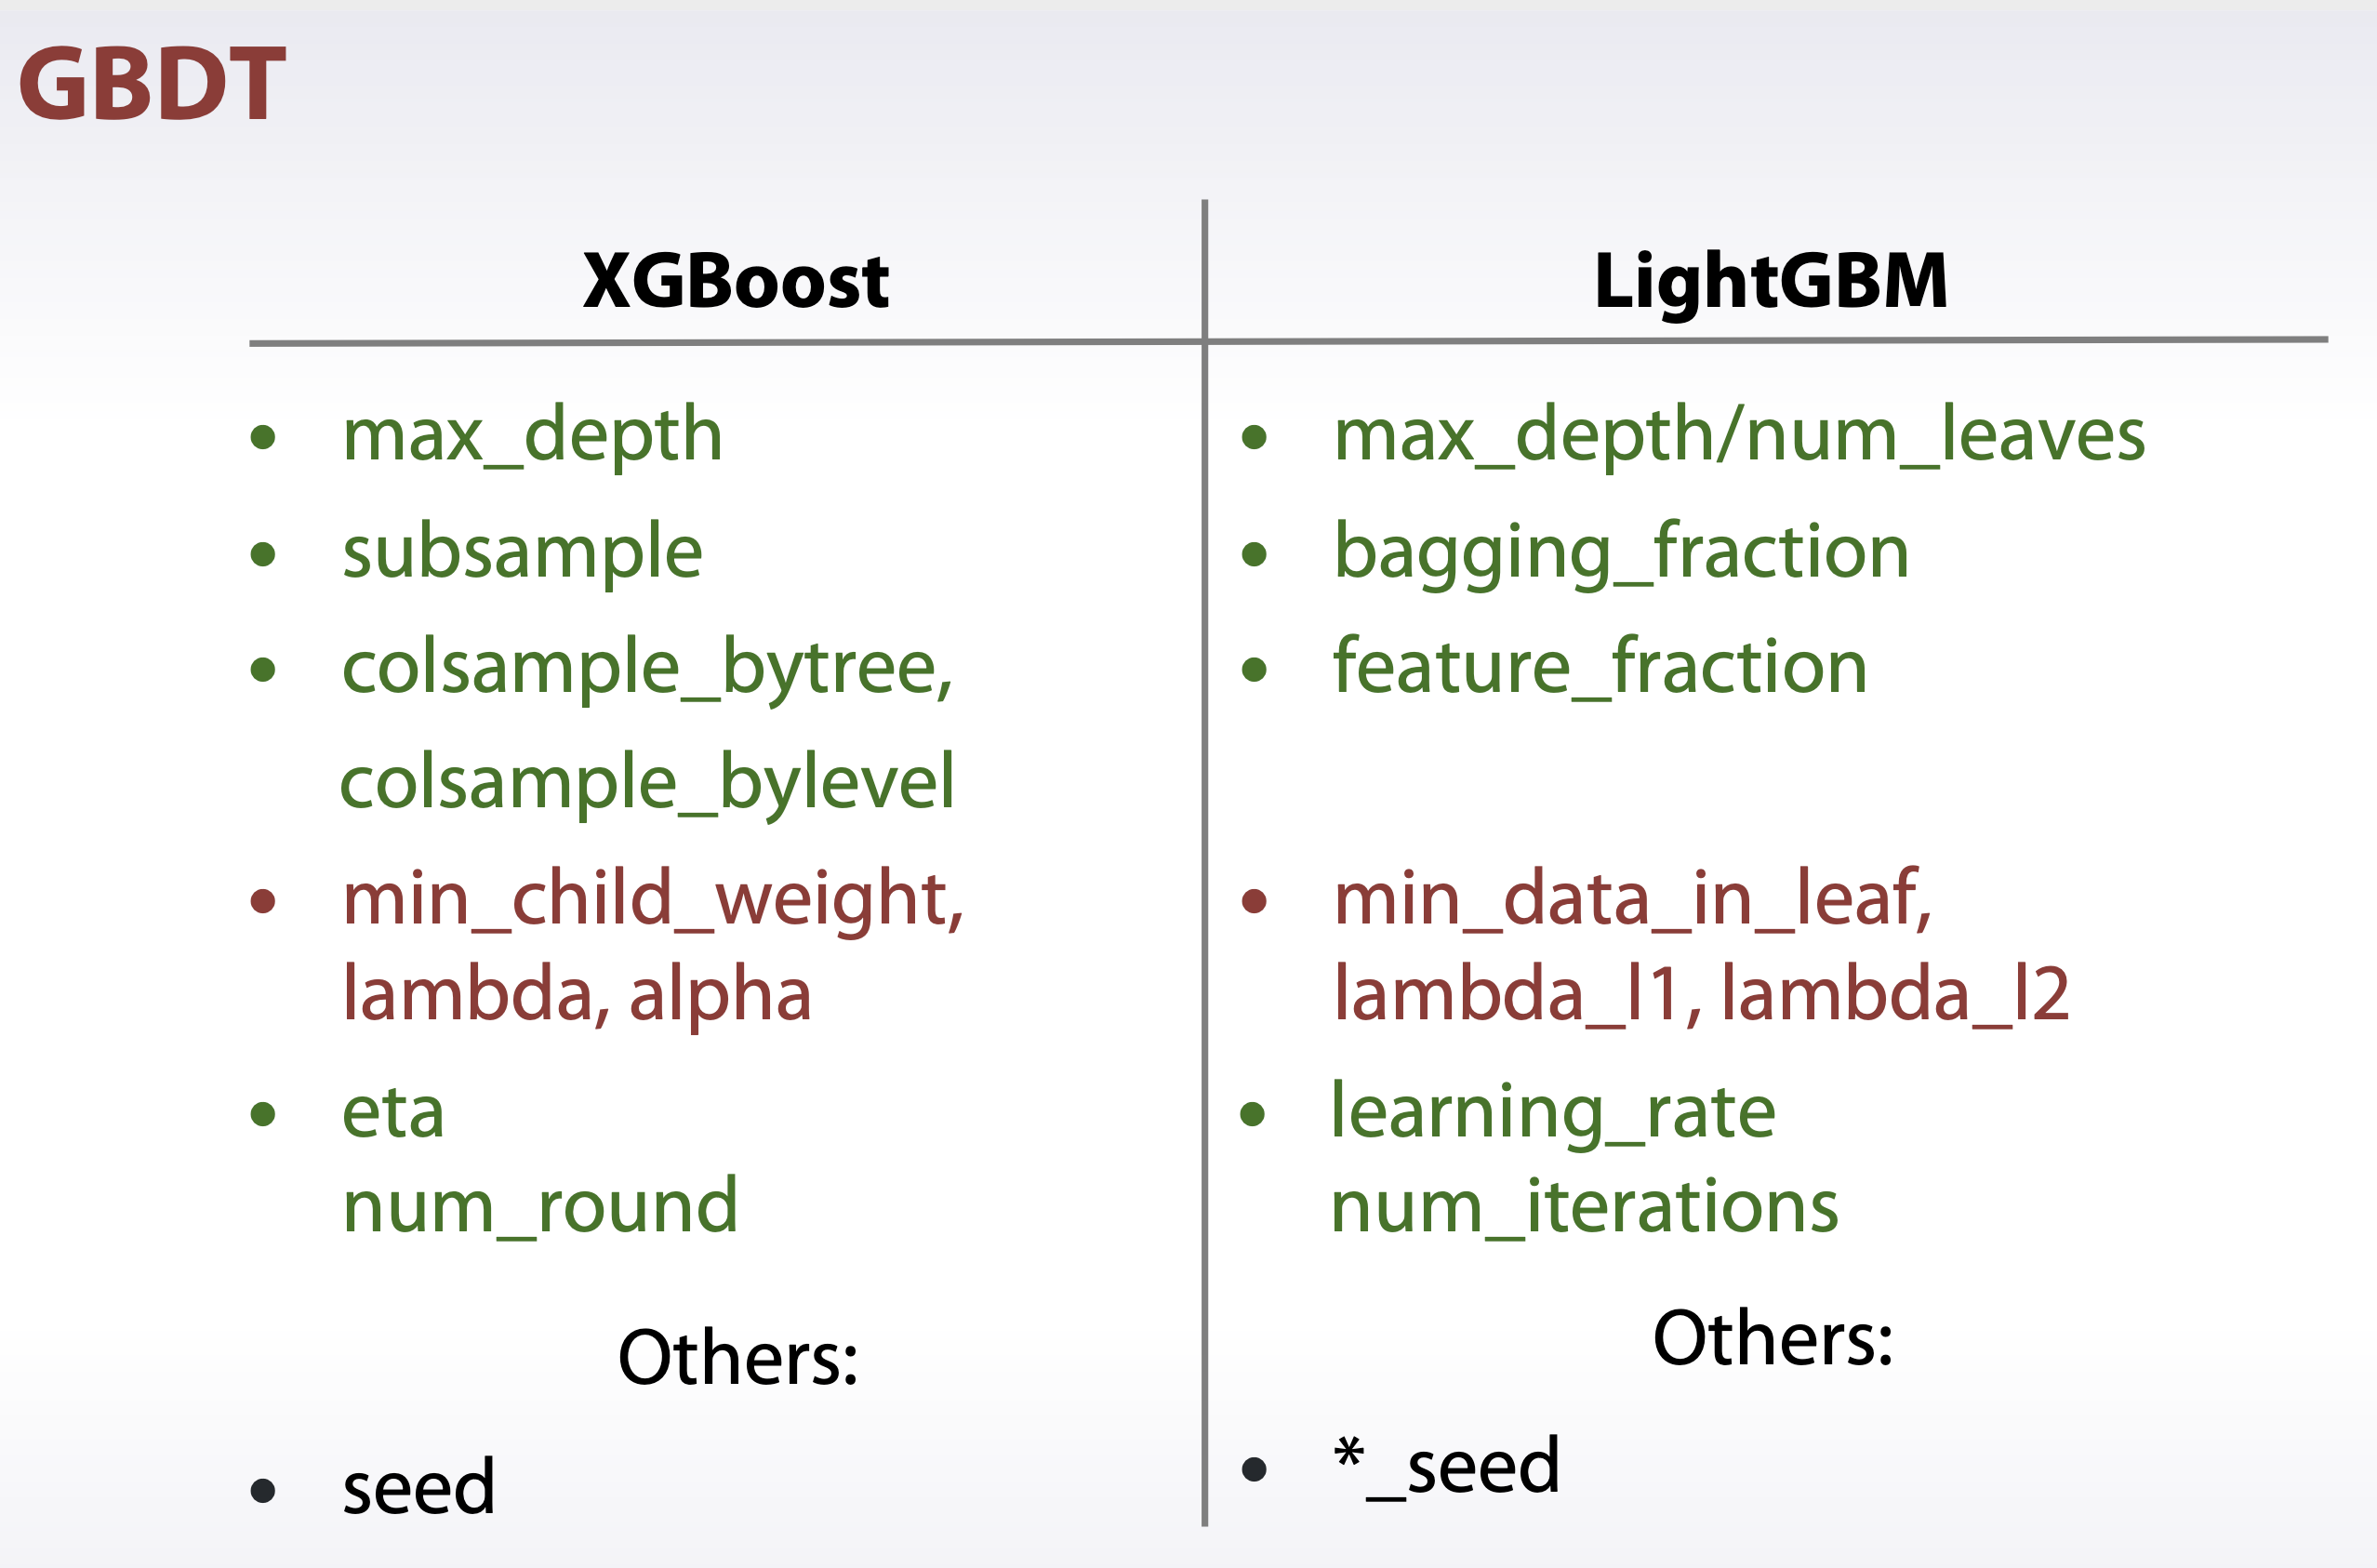 GBDT
XGBoost
• max_depth
• subsample
• colsample_bytree,
colsample_bylevel
• min_child_weight,
lambda, alpha
• eta
num_round
Others:
• seed
LightGBM
• max_depth/num_leaves
• bagging_fraction
• feature_fraction
• min_data_in_leaf,
lambda_l1, lambda_l2
• learning_rate
num_iterations
Others:
• *_seed